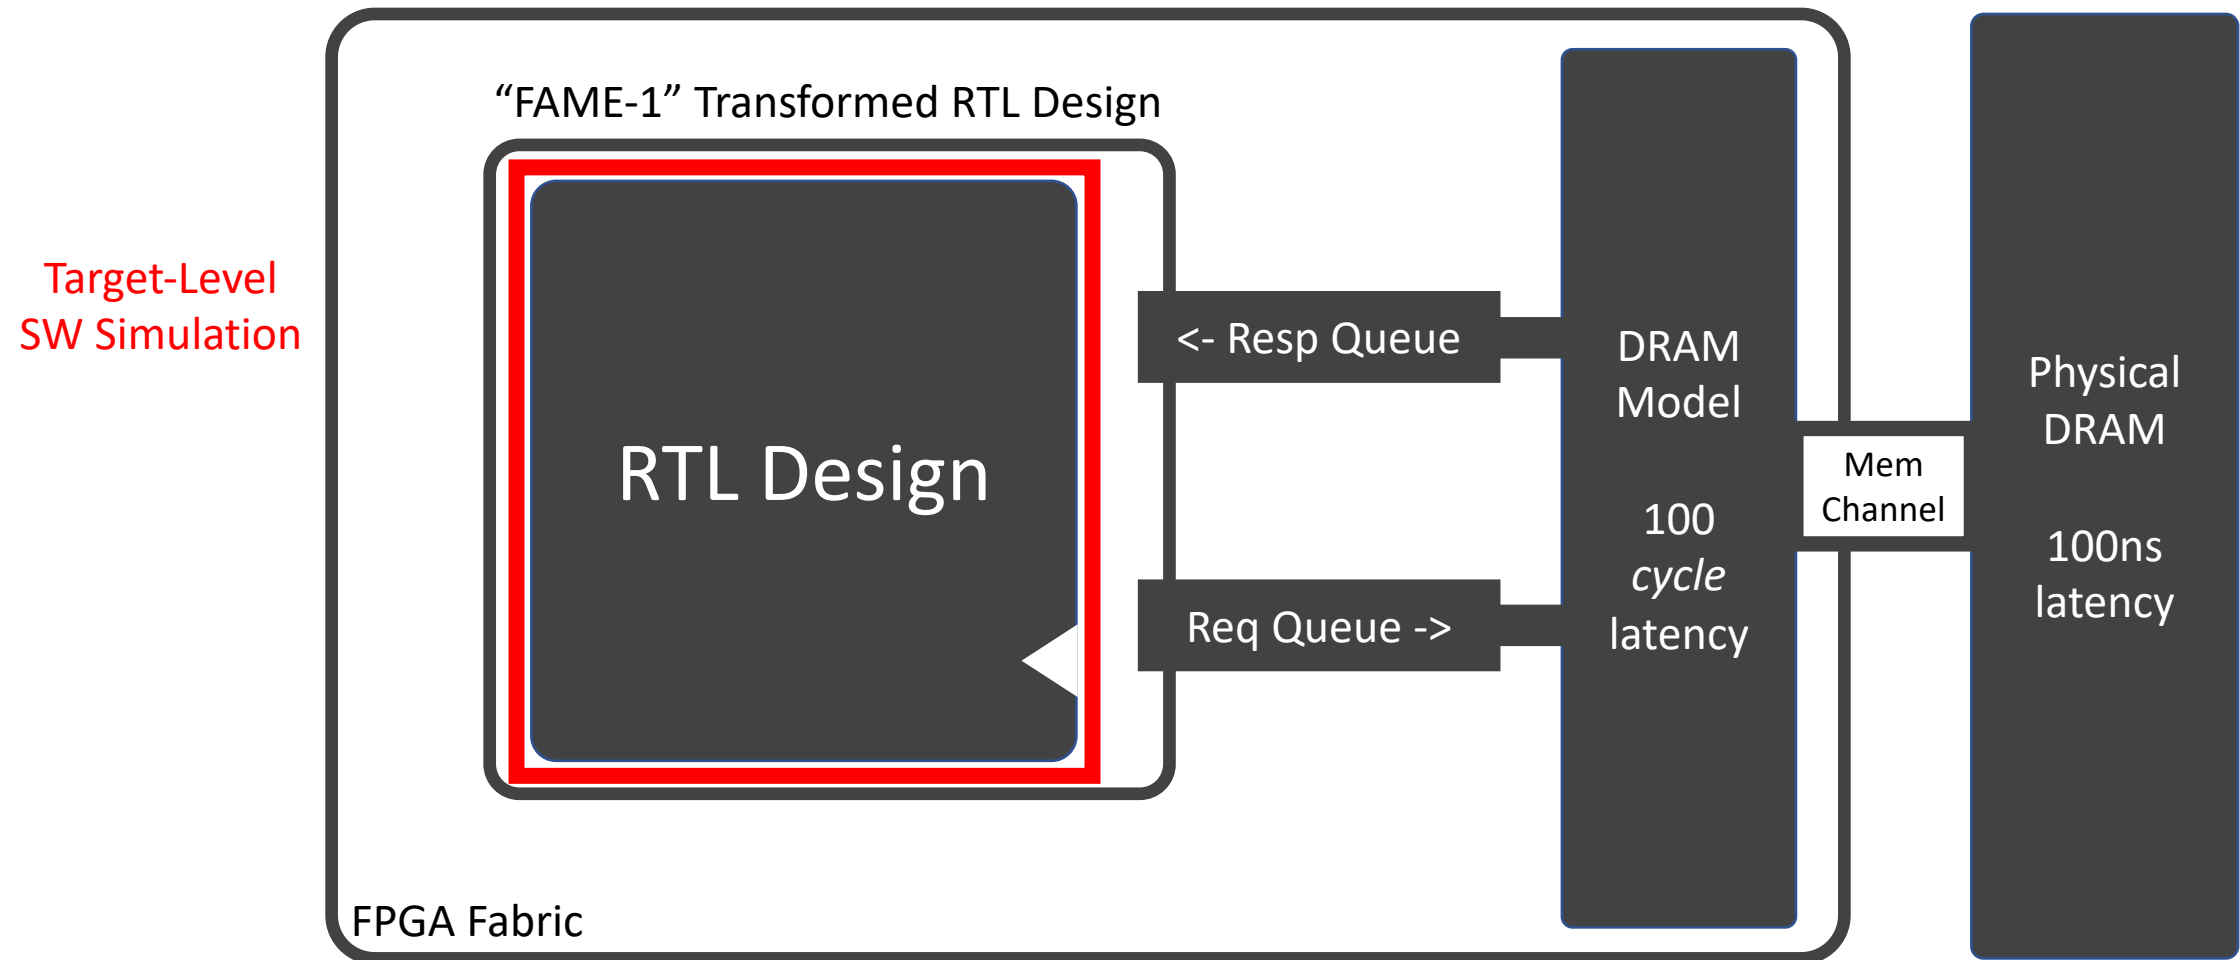 “FAME-1” Transformed RTL Design
Target-Level
SW Simulation
RTL Design
<- Resp Queue
Req Queue ->
DRAM
Model
100
cycle
latency
Mem
Channel
Physical
DRAM
100ns
latency
FPGA Fabric